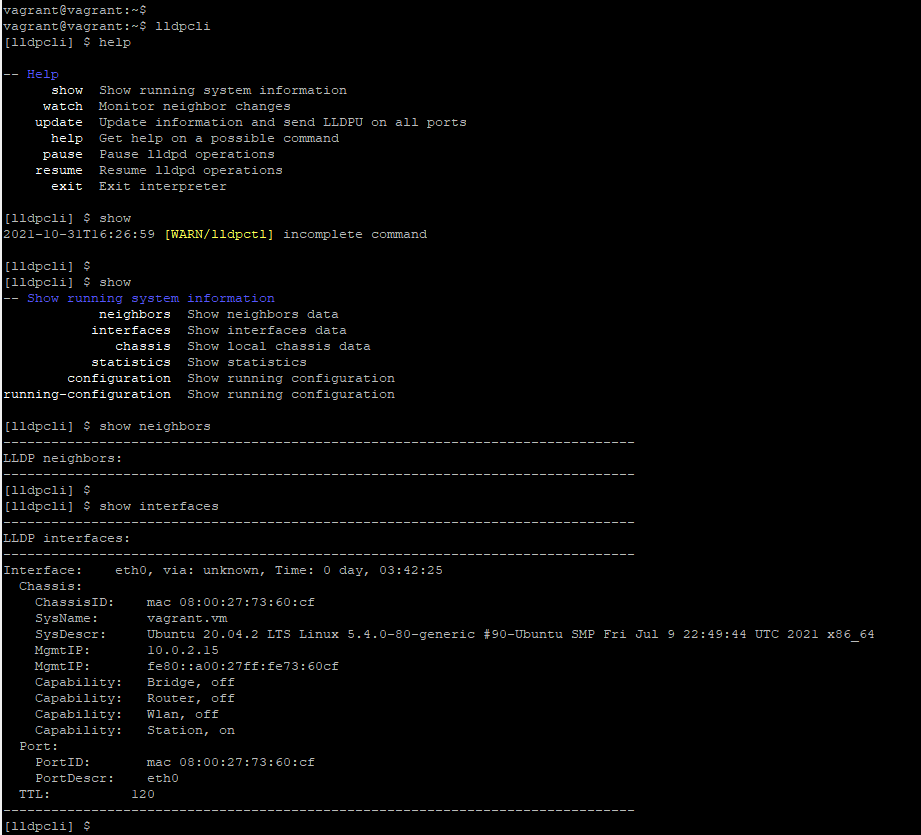 vagrant@vagrant:~$
vagrant@vagrant:~$ lldpcli
[lldpcli] $ help
-- Help
show  Show running system information
watch  Monitor neighbor changes
update  Update information and send LLDPU on all ports
help  Get help on a possible command
pause  Pause lldpd operations
resume  Resume lldpd operations
exit  Exit interpreter
[lldpcli] $ show
2021-10-31T16:26:59 [WARN/lldpctl] incomplete command
[lldpcli] $
[lldpcli] $ show
-- Show running system information
neighbors  Show neighbors data
interfaces  Show interfaces data
chassis  Show local chassis data
statistics  Show statistics
configuration  Show running configuration
running-configuration  Show running configuration
[lldpcli] $ show neighbors
-------------------------------------------------------------------------------
LLDP neighbors:
-------------------------------------------------------------------------------
[lldpcli] $
[lldpcli] $ show interfaces
-------------------------------------------------------------------------------
LLDP interfaces:
-------------------------------------------------------------------------------
Interface:    eth0, via: unknown, Time: 0 day, 03:42:25
Chassis:
ChassisID:    mac 08:00:27:73:60:cf
SysName:      vagrant.vm
SysDescr:     Ubuntu 20.04.2 LTS Linux 5.4.0-80-generic #90-Ubuntu SMP Fri Jul 9 22:49:44 UTC 2021 x86_64
MgmtIP:       10.0.2.15
MgmtIP:       fe80::a00:27ff:fe73:60cf
Capability:   Bridge, off
Capability:   Router, off
Capability:   Wlan, off
Capability:   Station, on
Port:
PortID:       mac 08:00:27:73:60:cf
PortDescr:    eth0
TTL:          120
-------------------------------------------------------------------------------
[lldpcli] $